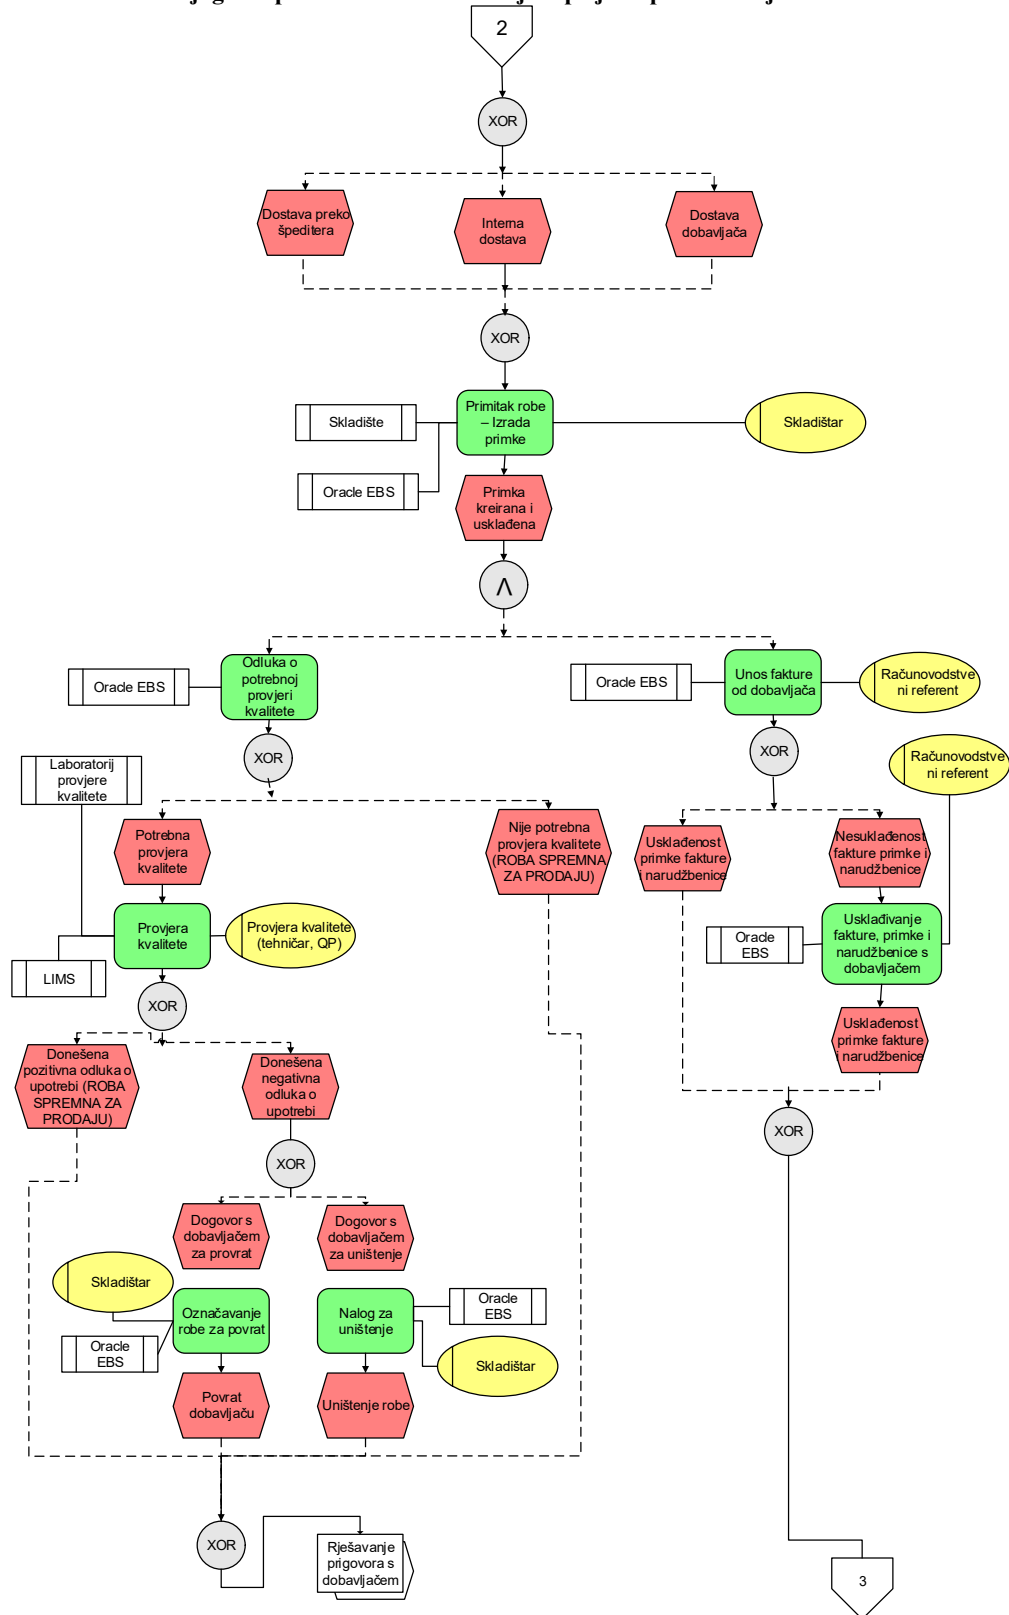 2
XOR
Dostava preko
špeditera
Interna
dostava
Dostava
dobavljača
XOR
Skladište
Primitak robe
– Izrada
primke
Skladištar
Oracle EBS
Primka
kreirana i
usklađena
Λ
Oracle EBS
Odluka o
potrebnoj
provjeri
kvalitete
Oracle EBS
Unos fakture
od dobavljača
Računovodstve
ni referent
XOR
XOR
Računovodstve
ni referent
Laboratorij
provjere
kvalitete
Potrebna
provjera
kvalitete
Nije potrebna
provjera kvalitete
(ROBA SPREMNA
ZA PRODAJU)
Usklađenost
primke fakture
i narudžbenice
Nesuklađenost
fakture primke i
narudžbenice
Provjera
kvalitete
Provjera kvalitete
(tehničar, QP)
Oracle
EBS
Usklađivanje
fakture, primke i
narudžbenice s
dobavljačem
LIMS
XOR
Usklađenost
primke fakture
i narudžbenice
Donešena
pozitivna odluka o
upotrebi (ROBA
SPREMNA ZA
PRODAJU)
Donešena
negativna
odluka o
upotrebi
XOR
XOR
Dogovor s
dobavljačem
za provrat
Dogovor s
dobavljačem
za uništenje
Skladištar
Označavanje
robe za povrat
Nalog za
uništenje
Oracle
EBS
Oracle
EBS
Skladištar
Povrat
dobavljaču
Uništenje robe
XOR
Rješavanje
prigovora s
dobavljačem
3